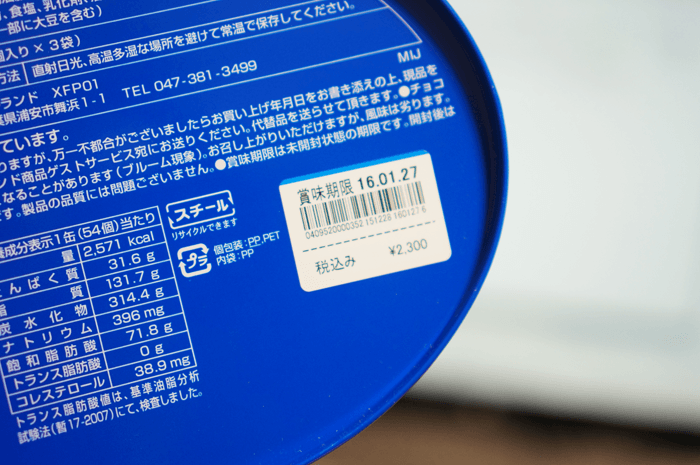 食塩、乳化剤、
一部に大豆を含む)
個入り×3袋)
方法 直射日光、高温多湿な場所を避けて常温で保存してください。
ランド XFP01
葉県浦安市舞浜1-1 TEL 047-381-3499
MIJ
ています。
りますが、万一不都合がございましたらお買い上げ年月日をお書き添えの上、現品を
ンド商品ゲストサービス宛にお送りください。代替品を送らせて頂きます。●チョコ
くなることがあります(ブルーム現象)。お召し上がりいただけますが、風味は劣ります。
す。製品の品質には問題ございません。●賞味期限は未開封状態の期限です。開封後は
養成分表示1缶(54個)当たり
量 2,571 kcal
たんぱく質 31.6 g
脂質 131.7 g
炭水化物 314.4 g
ナトリウム 396 mg
飽和脂肪酸 71.8 g
トランス脂肪酸 0 g
コレステロール 38.9 mg
トランス脂肪酸値は、基準油脂分析
試験法(暫17-2007)にて、検査しました。
スチール
リサイクルできます
プラ
個包装:PP,PET
内袋:PP
賞味期限 16.01.27
0409520000352 151228 160127 6
税込み ¥2,300